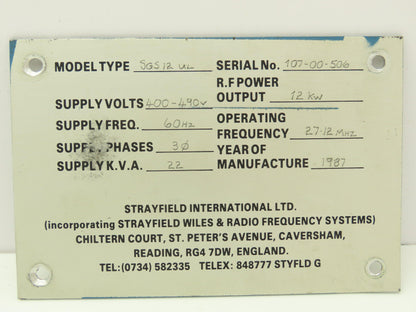 MODEL TYPE SGS 12 UL SERIAL No. 107-00-506
R.F POWER
SUPPLY VOLTS 400-490V OUTPUT 12 KW
SUPPLY FREQ. 60Hz OPERATING
FREQUENCY 27-12 MHz
SUPPLY PHASES 3Ø YEAR OF
SUPPLY K.V.A. 22 MANUFACTURE 1987
STRAYFIELD INTERNATIONAL LTD.
(incorporating STRAYFIELD WILES & RADIO FREQUENCY SYSTEMS)
CHILTERN COURT, ST. PETER'S AVENUE, CAVERSHAM,
READING, RG4 7DW, ENGLAND.
TEL:(0734) 582335 TELEX: 848777 STYFLD G